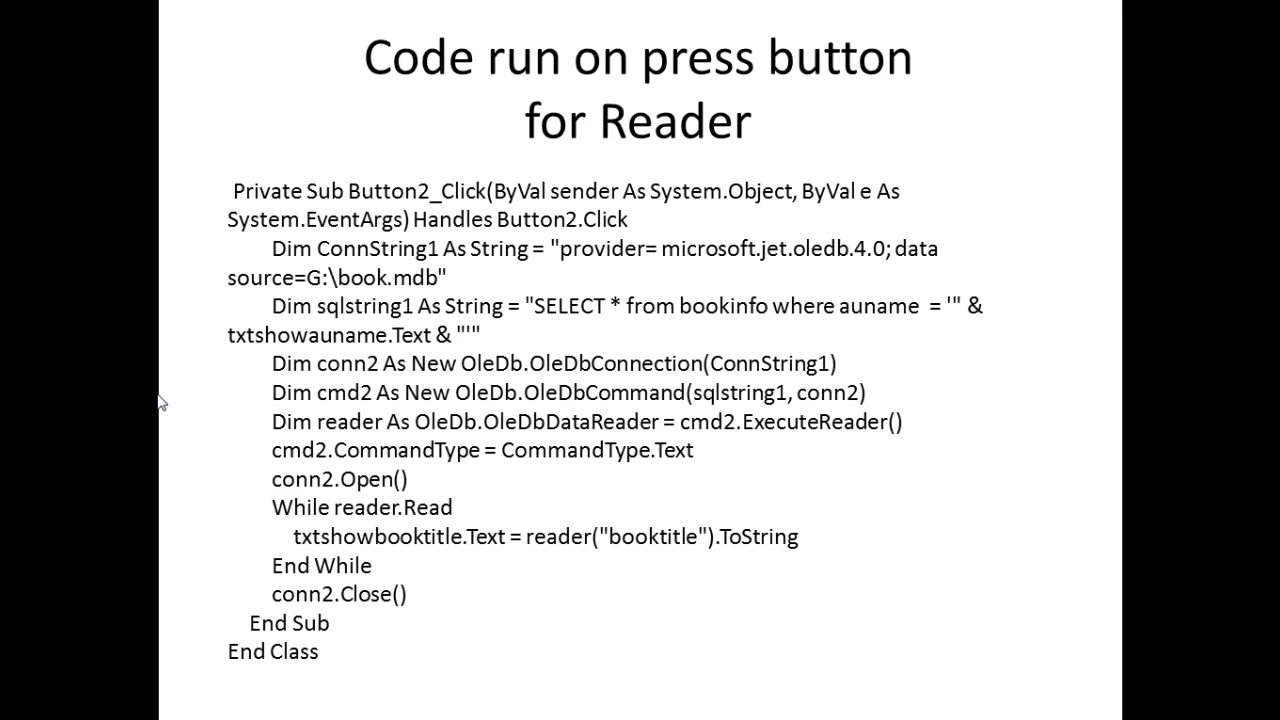 Code run on press button
for Reader
Private Sub Button2_Click(ByVal sender As System.Object, ByVal e As
System.EventArgs) Handles Button2.Click
Dim ConnString1 As String = "provider= microsoft.jet.oledb.4.0; data
source=G:\book.mdb"
Dim sqlstring1 As String = "SELECT * from bookinfo where auname  = '" &
txtshowauname.Text & "'"
Dim conn2 As New OleDb.OleDbConnection(ConnString1)
Dim cmd2 As New OleDb.OleDbCommand(sqlstring1, conn2)
Dim reader As OleDb.OleDbDataReader = cmd2.ExecuteReader()
cmd2.CommandType = CommandType.Text
conn2.Open()
While reader.Read
txtshowbooktitle.Text = reader("booktitle").ToString
End While
conn2.Close()
End Sub
End Class